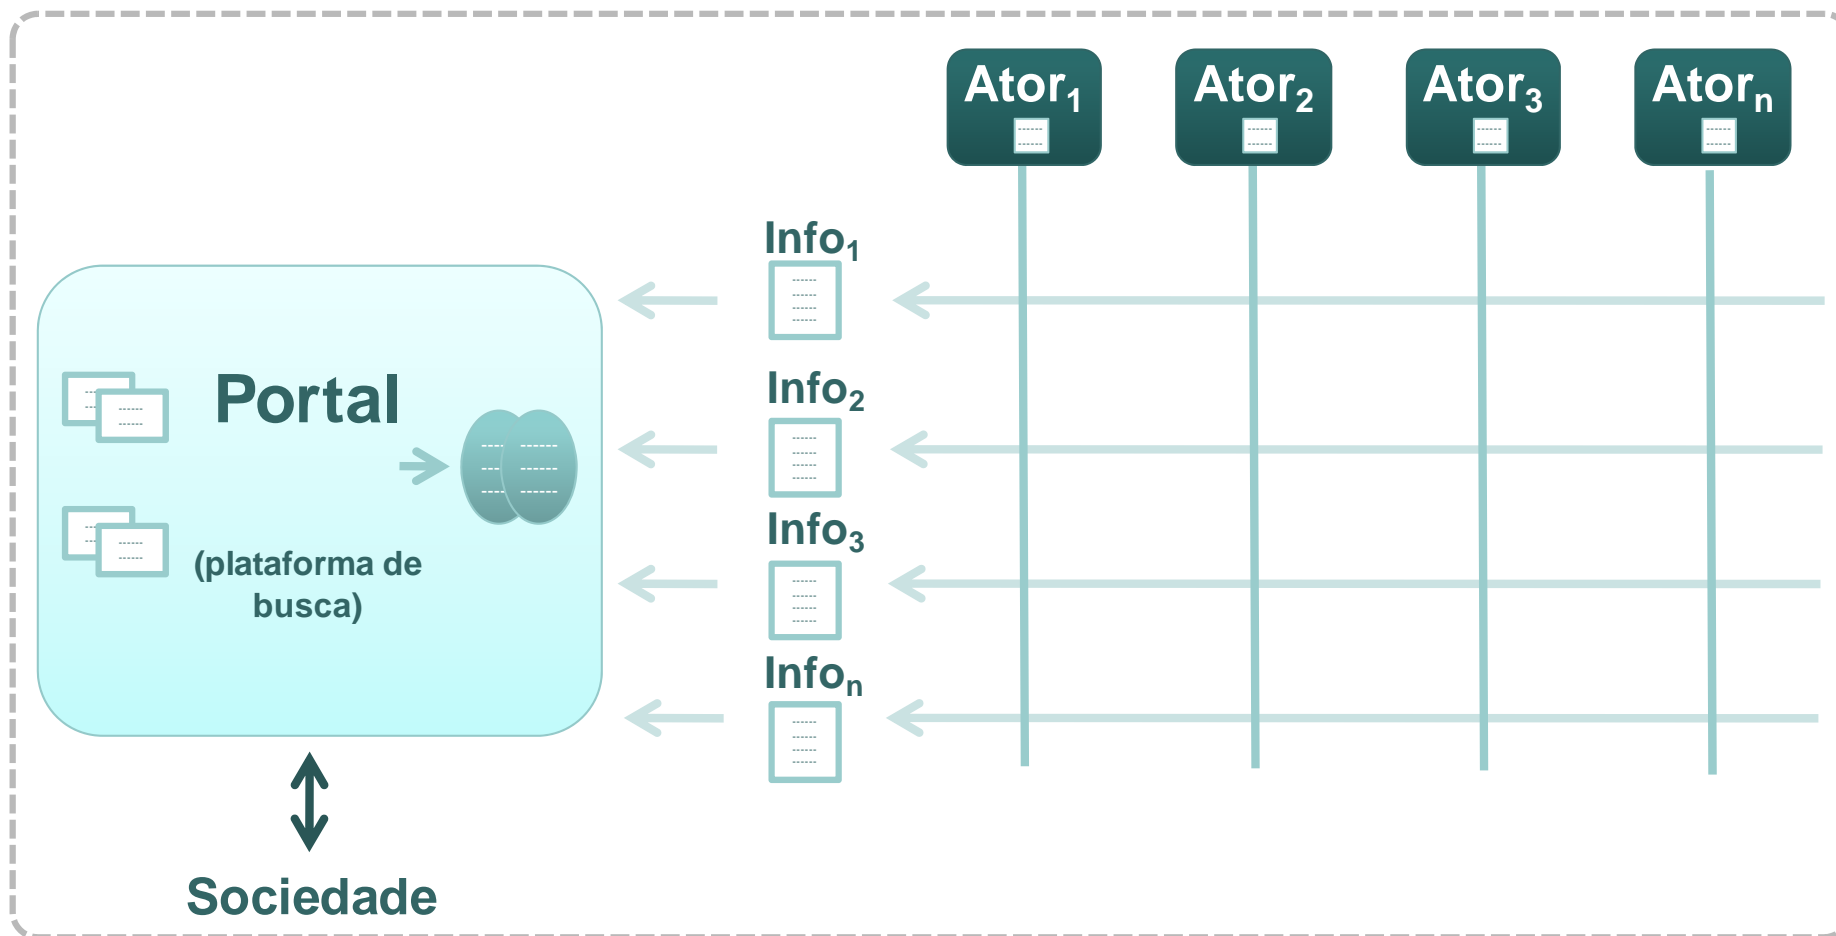 Ator1 Ator2 Ator3 Atorn
Info1
Info2
Portal
Info3
(plataforma de
busca)
Infon
Sociedade